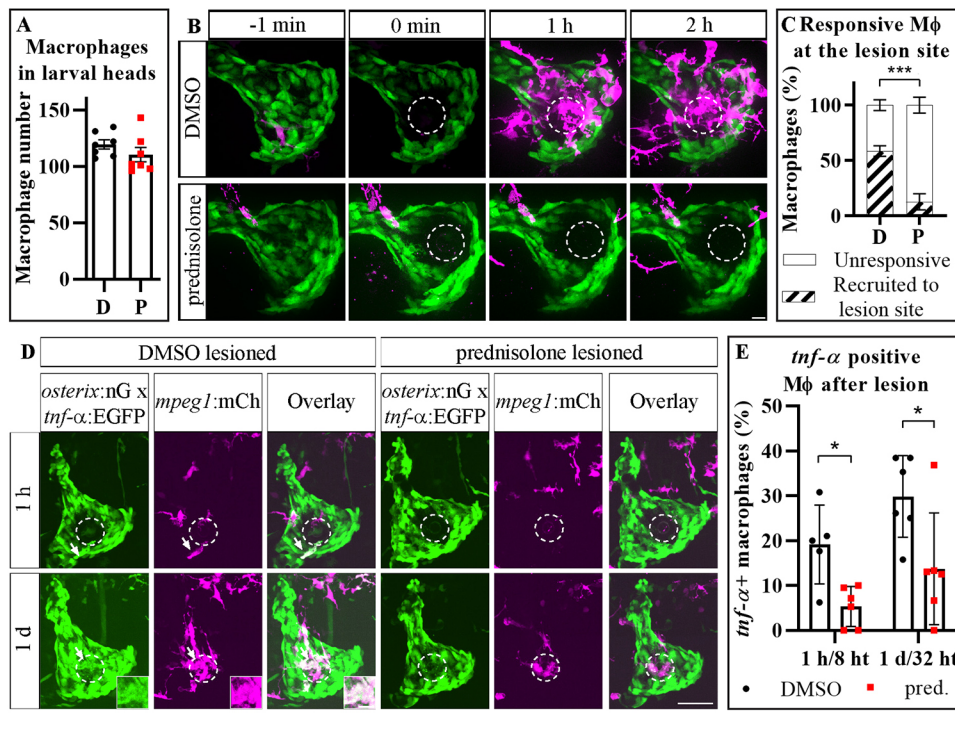 A
Macrophages
in larval heads
Macrophage number
150
100
50
0
D
P
B
-1 min
0 min
1 h
2 h
DMSO
prednisolone
C Responsive Mϕ
at the lesion site
Macrophages (%)
***
100
50
0
D
P
Unresponsive
Recruited to
lesion site
D
DMSO lesioned
prednisolone lesioned
osterix:nG x
tnf-α:EGFP
mpeg1:mCh
Overlay
osterix:nG x
tnf-α:EGFP
mpeg1:mCh
Overlay
1 h
1 d
E
tnf-α positive
Mϕ after lesion
tnf-α+ macrophages (%)
50
40
30
20
10
0
*
*
1 h/8 ht
1 d/32 ht
DMSO
pred.